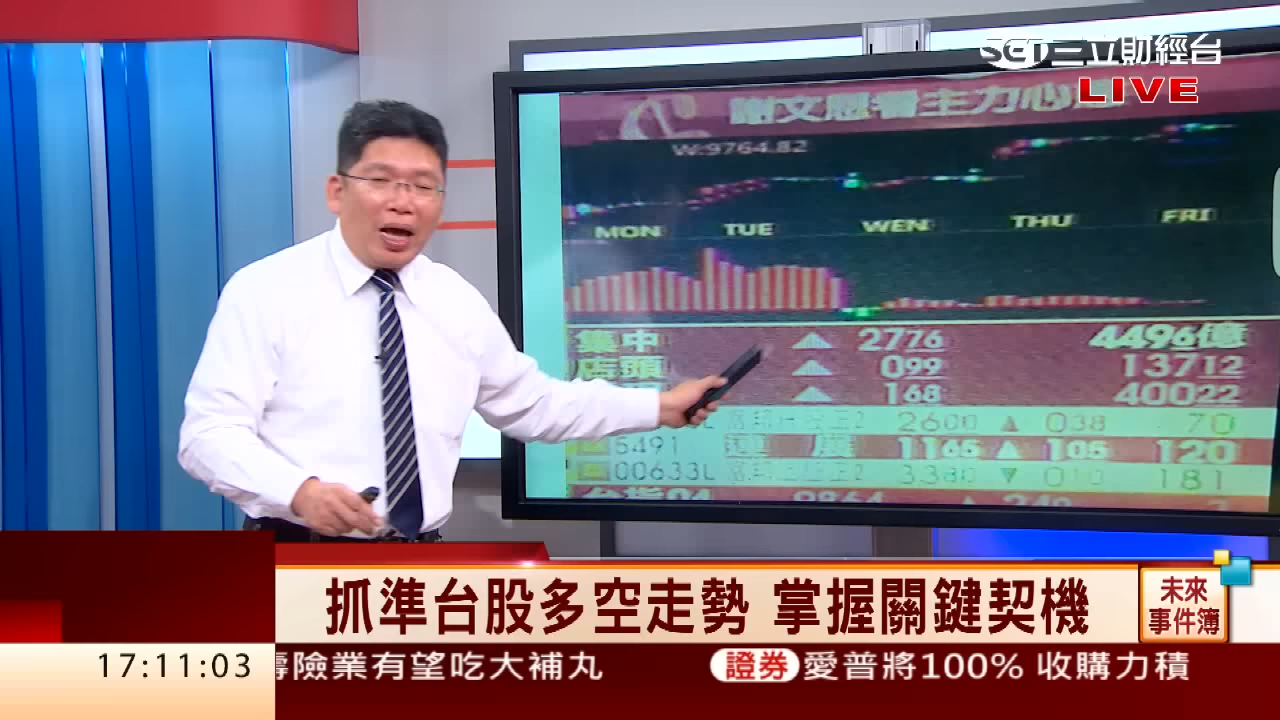 SET三立財經台
LIVE
謝文恩看主力心
W:9764.82
MON TUE WEN THU FRI
集中 ▲ 2776 4496億
店頭 ▲ 099 13712
▲ 168 40022
L 2600 ▲ 038 70
5491 連 展 1165 ▲ 105 120
00633L 3380 ▼ 010 181
抓準台股多空走勢 掌握關鍵契機
未來
事件簿
17:11:03 壽險業有望吃大補丸 證券 愛普將100% 收購力積